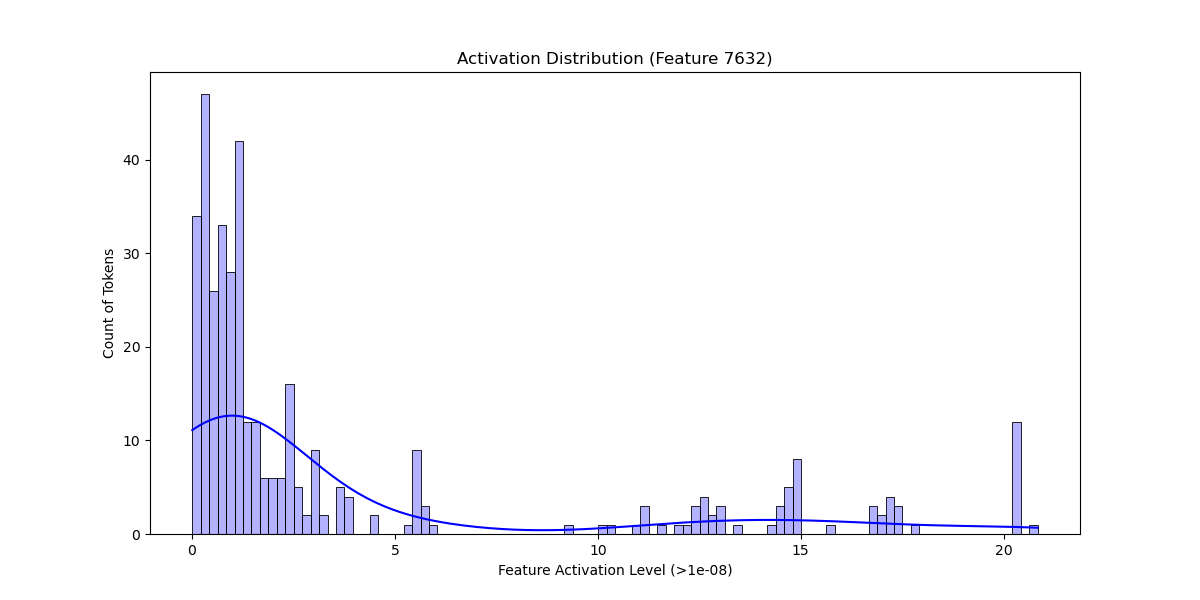 Activation Distribution (Feature 7632)
Count of Tokens
40
30
20
10
0
0 5 10 15 20
Feature Activation Level (>1e-08)